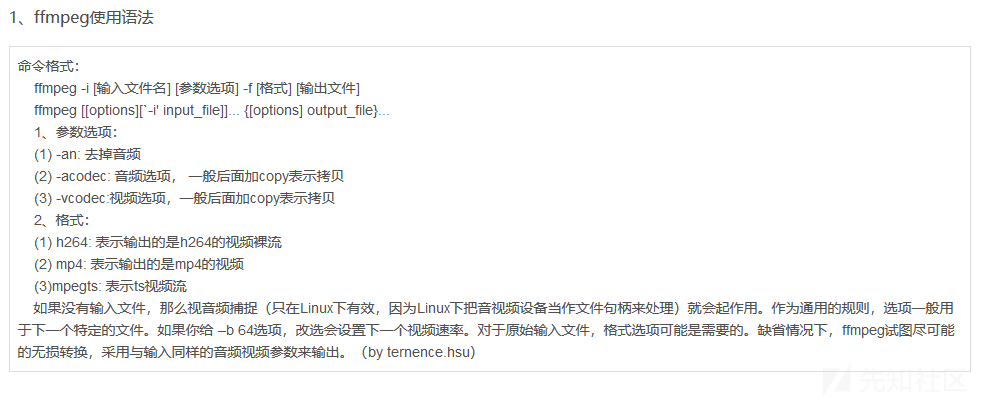 1、ffmpeg使用语法
命令格式：
ffmpeg -i [输入文件名] [参数选项] -f [格式] [输出文件]
ffmpeg [[options][`-i' input_file]]... {[options] output_file}...
1、参数选项：
(1) -an: 去掉音频
(2) -acodec: 音频选项， 一般后面加copy表示拷贝
(3) -vcodec:视频选项，一般后面加copy表示拷贝
2、格式：
(1) h264: 表示输出的是h264的视频裸流
(2) mp4: 表示输出的是mp4的视频
(3)mpegts: 表示ts视频流
如果没有输入文件，那么视音频捕捉（只在Linux下有效，因为Linux下把音视频设备当作文件句柄来处理）就会起作用。作为通用的规则，选项一般用
于下一个特定的文件。如果你给 –b 64选项，改选会设置下一个视频速率。对于原始输入文件，格式选项可能是需要的。缺省情况下，ffmpeg试图尽可能
的无损转换，采用与输入同样的音频视频参数来输出。（by ternence.hsu）
先知社区